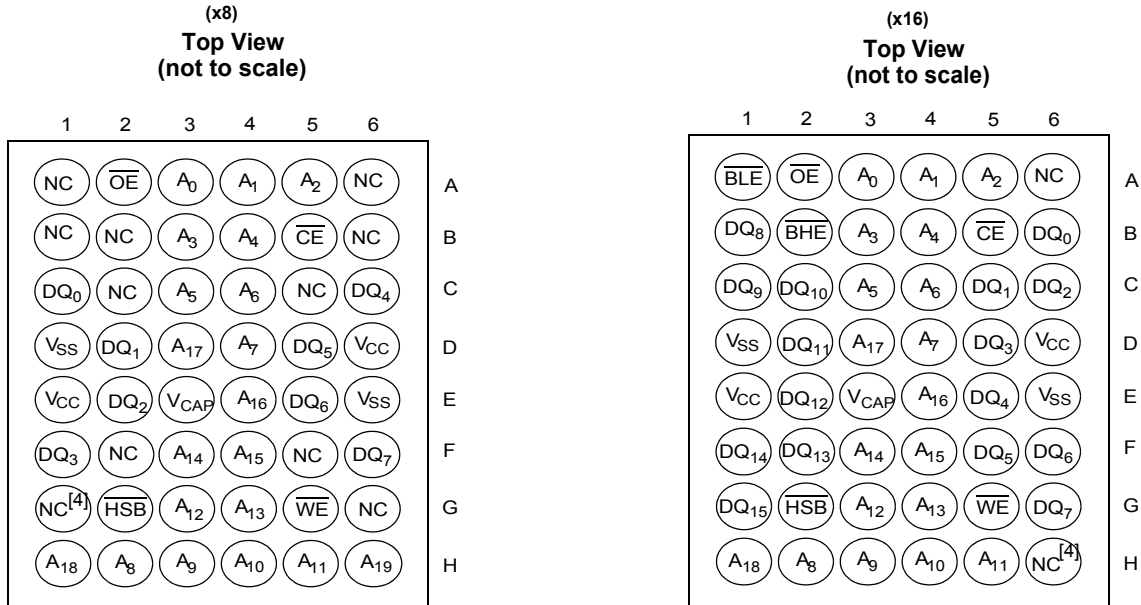 (x8)
Top View
(not to scale)
1 2 3 4 5 6
NC OE A0 A1 A2 NC A
NC NC A3 A4 CE NC B
DQ0 NC A5 A6 NC DQ4 C
VSS DQ1 A17 A7 DQ5 VCC D
VCC DQ2 VCAP A16 DQ6 VSS E
DQ3 NC A14 A15 NC DQ7 F
NC[4] HSB A12 A13 WE NC G
A18 A8 A9 A10 A11 A19 H
(x16)
Top View
(not to scale)
1 2 3 4 5 6
BLE OE A0 A1 A2 NC A
DQ8 BHE A3 A4 CE DQ0 B
DQ9 DQ10 A5 A6 DQ1 DQ2 C
VSS DQ11 A17 A7 DQ3 VCC D
VCC DQ12 VCAP A16 DQ4 VSS E
DQ14 DQ13 A14 A15 DQ5 DQ6 F
DQ15 HSB A12 A13 WE DQ7 G
A18 A8 A9 A10 A11 NC[4] H